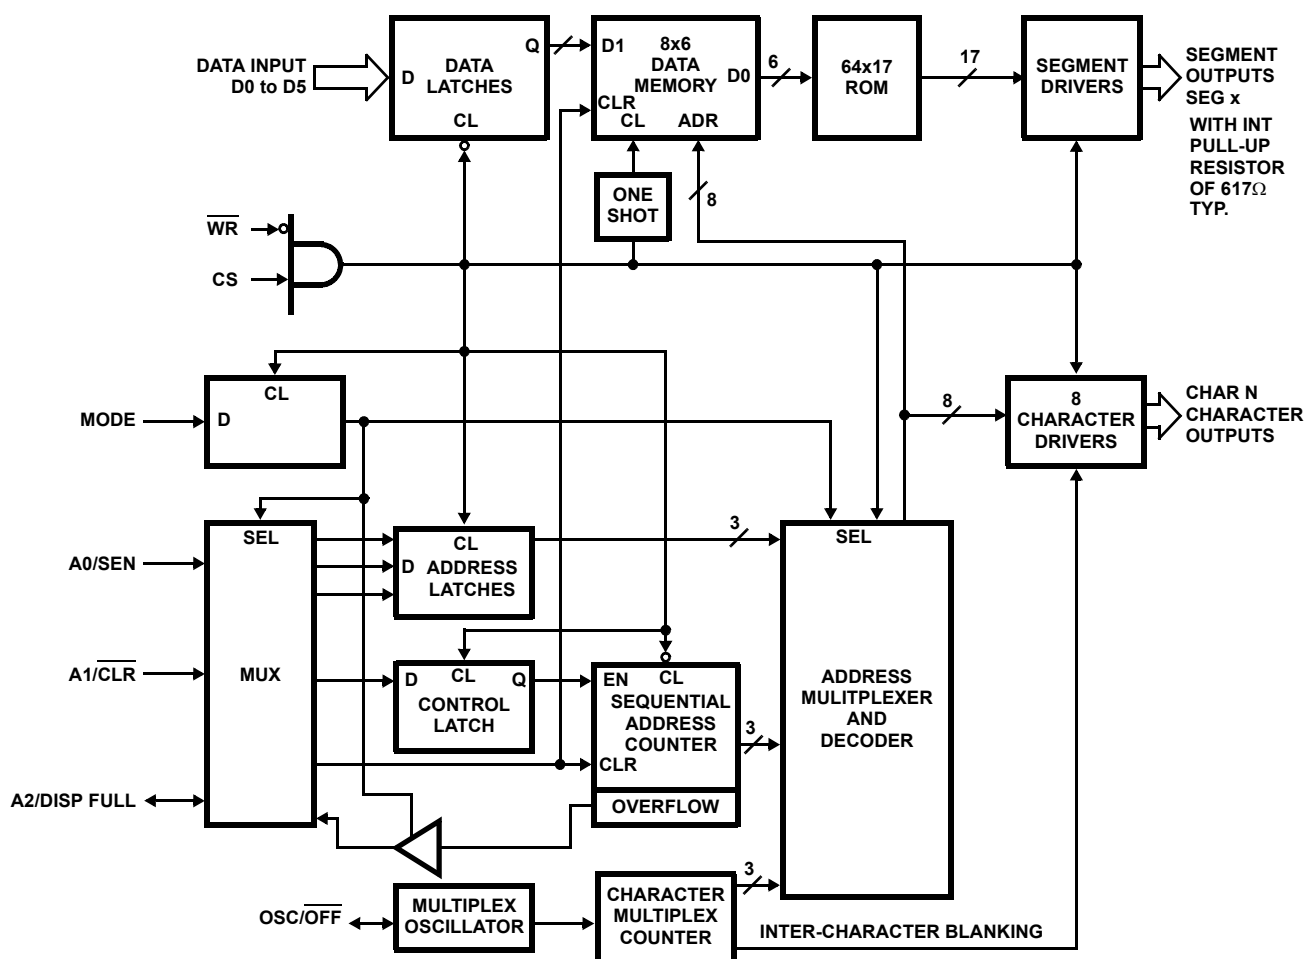 DATA INPUT
D0 to D5
D
Q
DATA
LATCHES
CL
D1
8x6
DATA
MEMORY
D0
CLR
CL
ADR
6
64x17
ROM
17
SEGMENT
DRIVERS
SEGMENT
OUTPUTS
SEG x
WITH INT
PULL-UP
RESISTOR
OF 617Ω
TYP.
ONE
SHOT
8
WR
CS
MODE
CL
D
8
8
CHARACTER
DRIVERS
CHAR N
CHARACTER
OUTPUTS
A0/SEN
A1/CLR
A2/DISP FULL
SEL
MUX
CL
D ADDRESS
LATCHES
3
SEL
ADDRESS
MULITPLEXER
AND
DECODER
D CL Q
CONTROL
LATCH
EN CL
SEQUENTIAL
ADDRESS
COUNTER
CLR
OVERFLOW
3
OSC/OFF
MULTIPLEX
OSCILLATOR
CHARACTER
MULTIPLEX
COUNTER
3
INTER-CHARACTER BLANKING